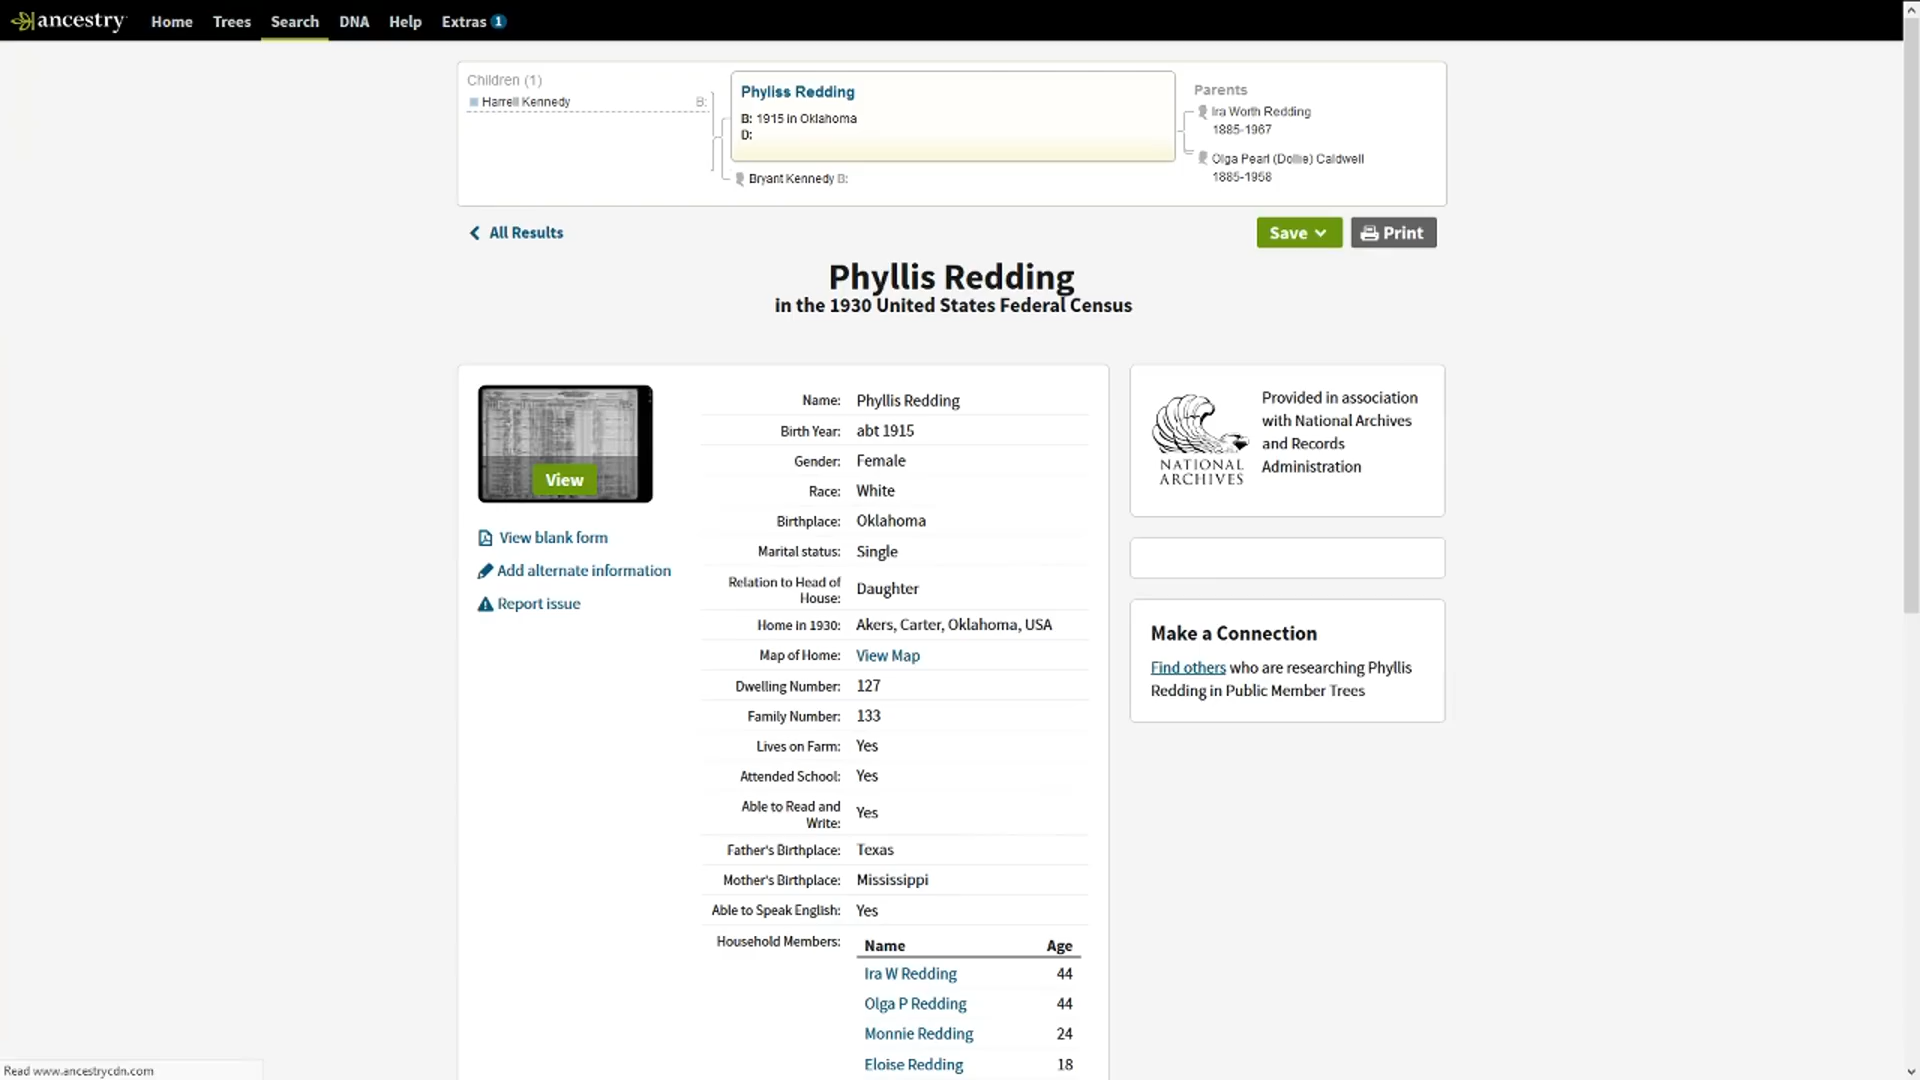 ancestry Home Trees Search DNA Help Extras 1
Children (1)
Harrell Kennedy B:
Phyliss Redding
B: 1915 in Oklahoma
D:
Bryant Kennedy B:
Parents
Ira Worth Redding
1885-1967
Olga Pearl (Dollie) Caldwell
1885-1958
All Results
Save
Print
Phyllis Redding
in the 1930 United States Federal Census
View
View blank form
Add alternate information
Report issue
Name: Phyllis Redding
Birth Year: abt 1915
Gender: Female
Race: White
Birthplace: Oklahoma
Marital status: Single
Relation to Head of
House: Daughter
Home in 1930: Akers, Carter, Oklahoma, USA
Map of Home: View Map
Dwelling Number: 127
Family Number: 133
Lives on Farm: Yes
Attended School: Yes
Able to Read and
Write: Yes
Father's Birthplace: Texas
Mother's Birthplace: Mississippi
Able to Speak English: Yes
Household Members: Name Age
Ira W Redding 44
Olga P Redding 44
Monnie Redding 24
Eloise Redding 18
NATIONAL
ARCHIVES
Provided in association
with National Archives
and Records
Administration
Make a Connection
Find others who are researching Phyllis
Redding in Public Member Trees
Read www.ancestrycdn.com